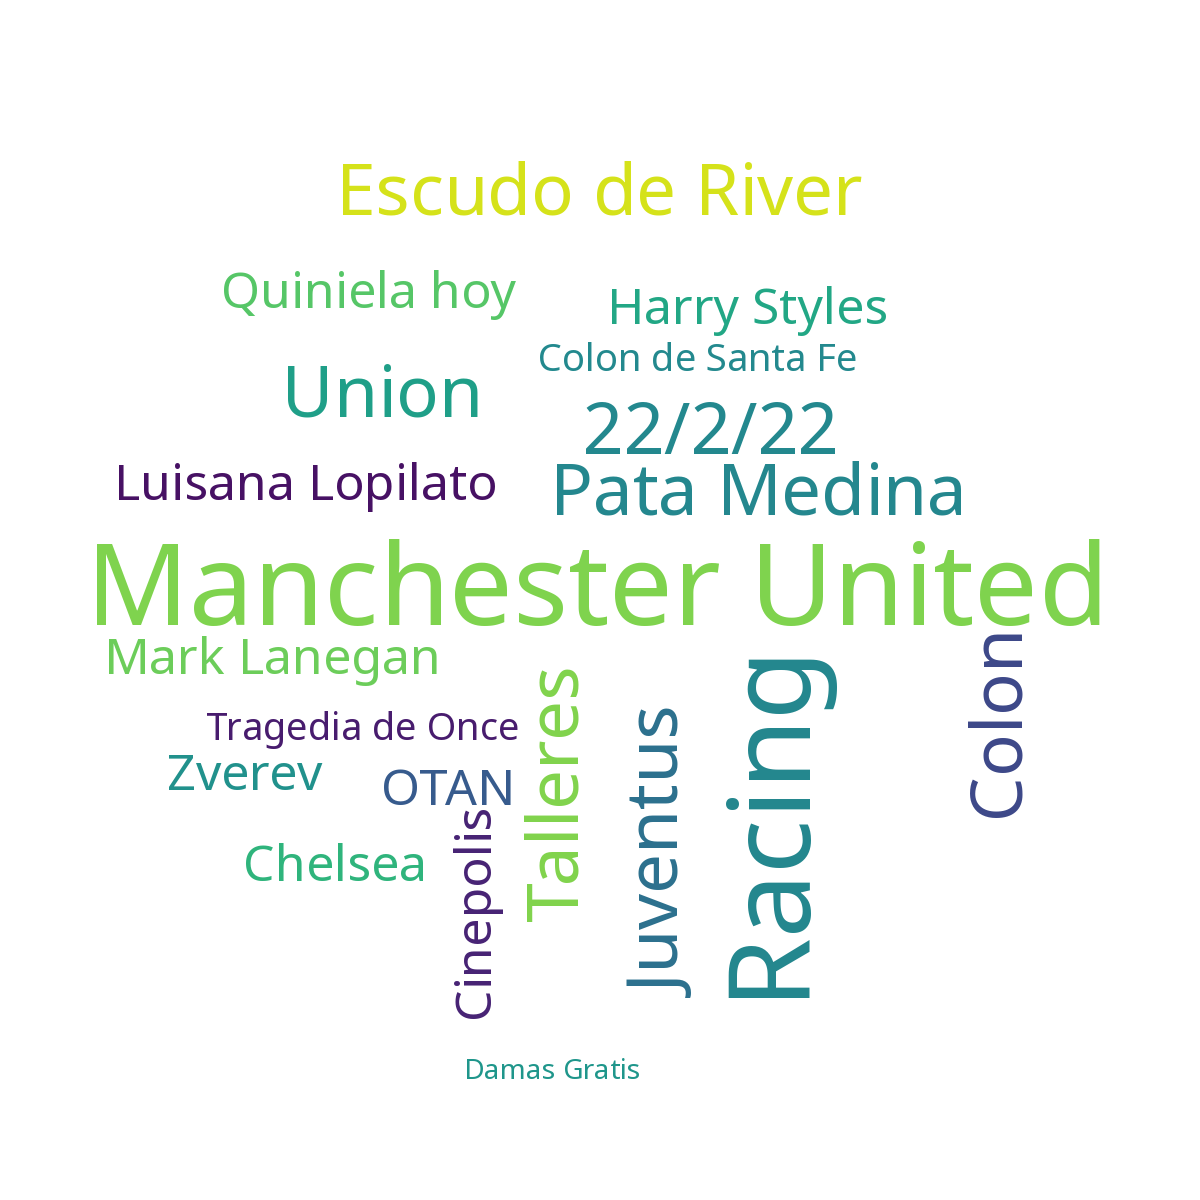 Escudo de River
Quiniela hoy
Harry Styles
Colon de Santa Fe
Union
22/2/22
Luisana Lopilato
Pata Medina
Manchester United
Mark Lanegan
Colon
Racing
Talleres
Tragedia de Once
Juventus
Zverev
OTAN
Cinepolis
Chelsea
Damas Gratis